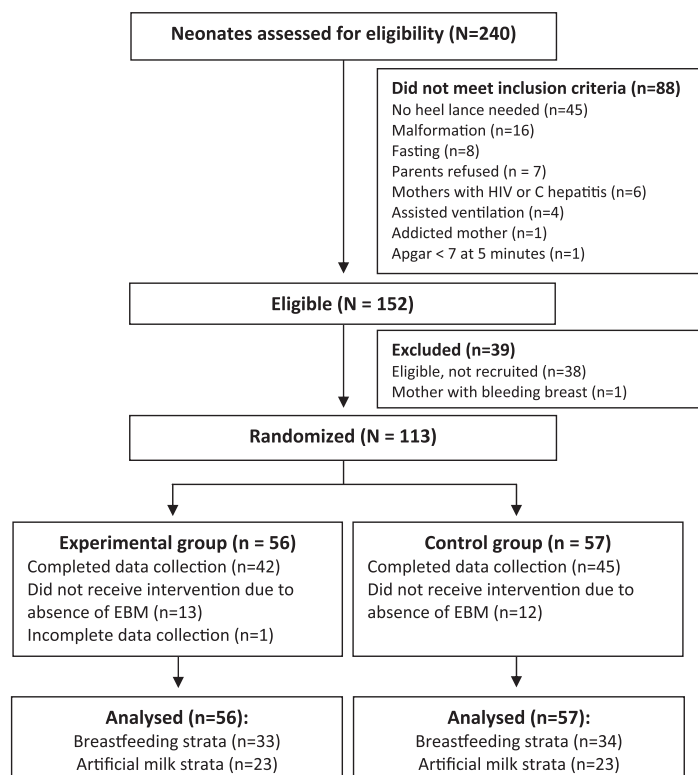 Neonates assessed for eligibility (N=240)
Did not meet inclusion criteria (n=88)
No heel lance needed (n=45)
Malformation (n=16)
Fasting (n=8)
Parents refused (n = 7)
Mothers with HIV or C hepatitis (n=6)
Assisted ventilation (n=4)
Addicted mother (n=1)
Apgar < 7 at 5 minutes (n=1)
Eligible (N = 152)
Excluded (n=39)
Eligible, not recruited (n=38)
Mother with bleeding breast (n=1)
Randomized (N = 113)
Experimental group (n = 56)
Completed data collection (n=42)
Did not receive intervention due to
absence of EBM (n=13)
Incomplete data collection (n=1)
Control group (n = 57)
Completed data collection (n=45)
Did not receive intervention due to
absence of EBM (n=12)
Analysed (n=56):
Breastfeeding strata (n=33)
Artificial milk strata (n=23)
Analysed (n=57):
Breastfeeding strata (n=34)
Artificial milk strata (n=23)